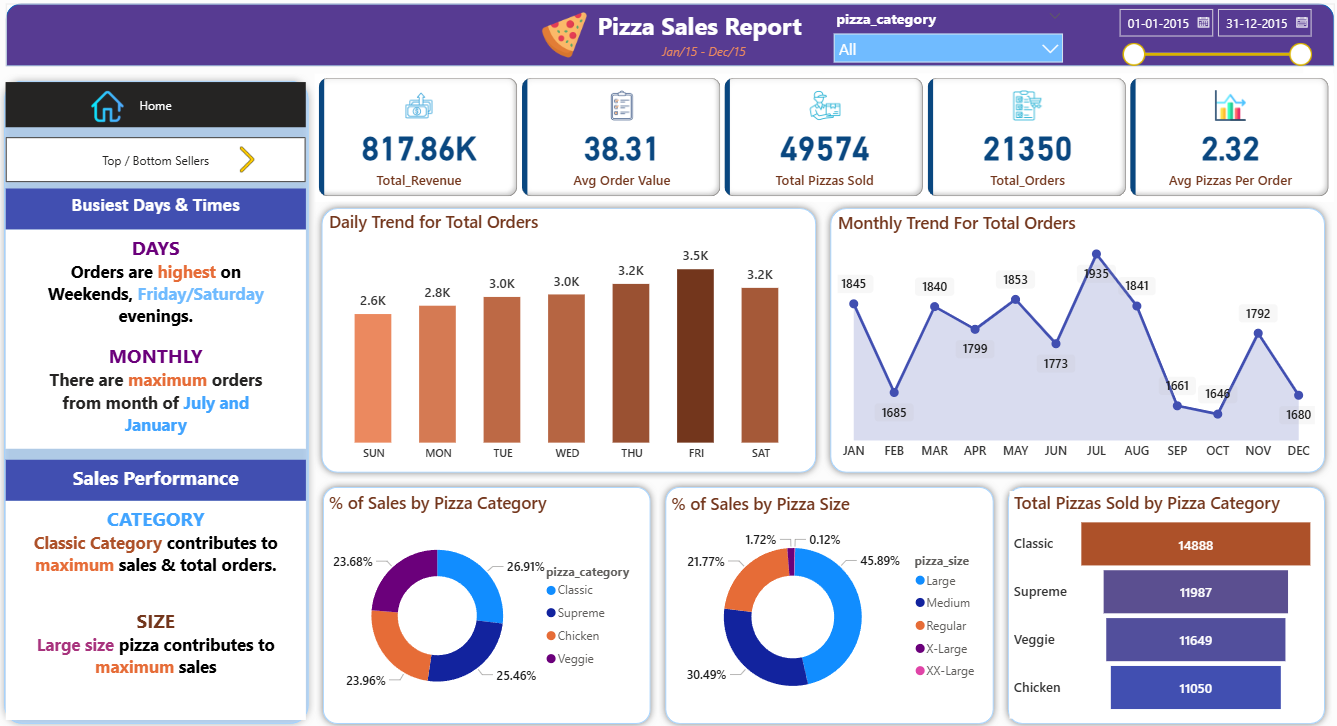 Pizza Sales Report
Jan/15 - Dec/15
pizza_category
All
01-01-2015
31-12-2015
Home
Top / Bottom Sellers
Busiest Days & Times
DAYS
Orders are highest on
Weekends, Friday/Saturday
evenings.
MONTHLY
There are maximum orders
from month of July and
January
Sales Performance
CATEGORY
Classic Category contributes to
maximum sales & total orders.
SIZE
Large size pizza contributes to
maximum sales
817.86K
Total_Revenue
38.31
Avg Order Value
49574
Total Pizzas Sold
21350
Total_Orders
2.32
Avg Pizzas Per Order
Daily Trend for Total Orders
2.6K
2.8K
3.0K
3.0K
3.2K
3.5K
3.2K
SUN MON TUE WED THU FRI SAT
Monthly Trend For Total Orders
1845
1685
1840
1799
1853
1773
1935
1841
1661
1646
1792
1680
JAN FEB MAR APR MAY JUN JUL AUG SEP OCT NOV DEC
% of Sales by Pizza Category
26.91%
25.46%
23.96%
23.68%
pizza_category
Classic
Supreme
Chicken
Veggie
% of Sales by Pizza Size
45.89%
30.49%
21.77%
1.72%
0.12%
pizza_size
Large
Medium
Regular
X-Large
XX-Large
Total Pizzas Sold by Pizza Category
Classic 14888
Supreme 11987
Veggie 11649
Chicken 11050